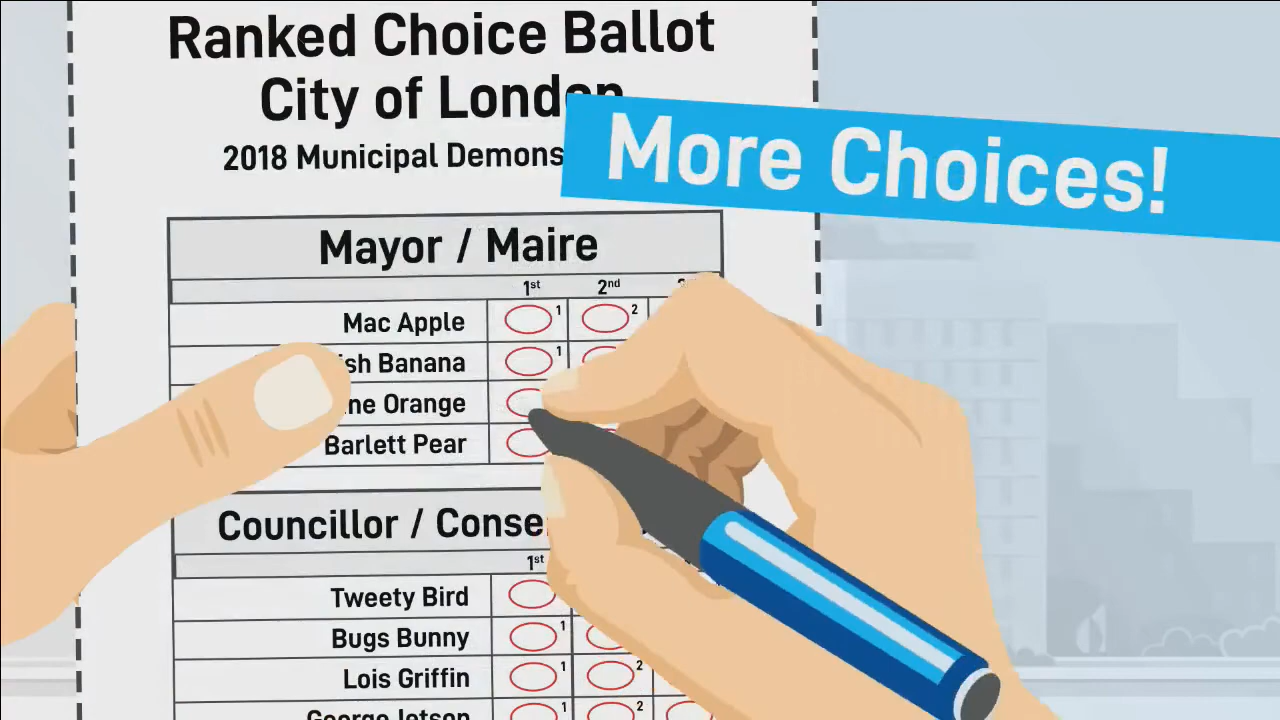 Ranked Choice Ballot
City of London
2018 Municipal Demons
More Choices!
Mayor / Maire
1st 2nd
Mac Apple 1 2
ish Banana 1
ne Orange
Barlett Pear
Councillor / Conse
1st
Tweety Bird
Bugs Bunny 1
Lois Griffin 1 2
George Jetson 1 2